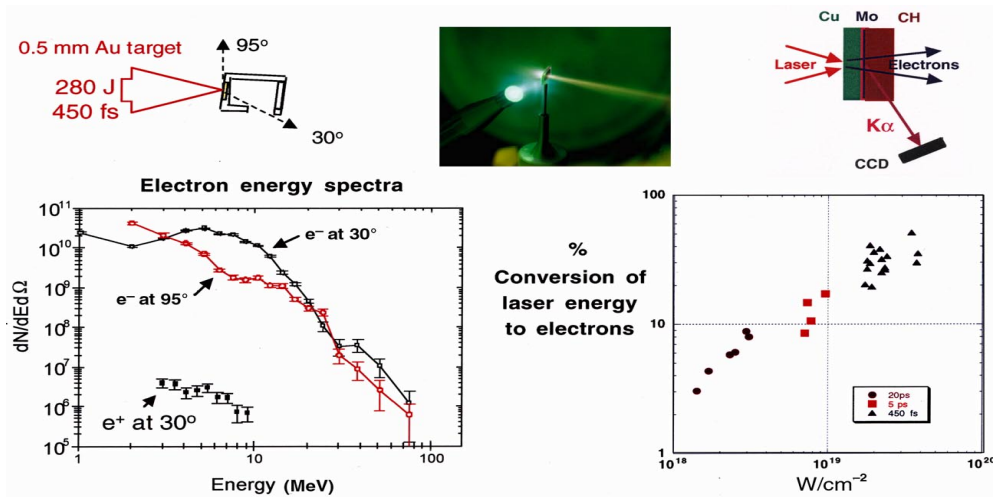 0.5 mm Au target
280 J
450 fs
95°
30°
Cu Mo CH
Laser
Electrons
Kα
CCD
Electron energy spectra
10¹¹
10¹⁰
10⁹
10⁸
10⁷
10⁶
10⁵
dN/dEdΩ
e⁻ at 30°
e⁻ at 95°
e⁺ at 30°
1 10 100
Energy (MeV)
%
Conversion of
laser energy
to electrons
100
10
1
20ps
5 ps
450 fs
10¹⁸ 10¹⁹ 10²⁰
W/cm⁻²